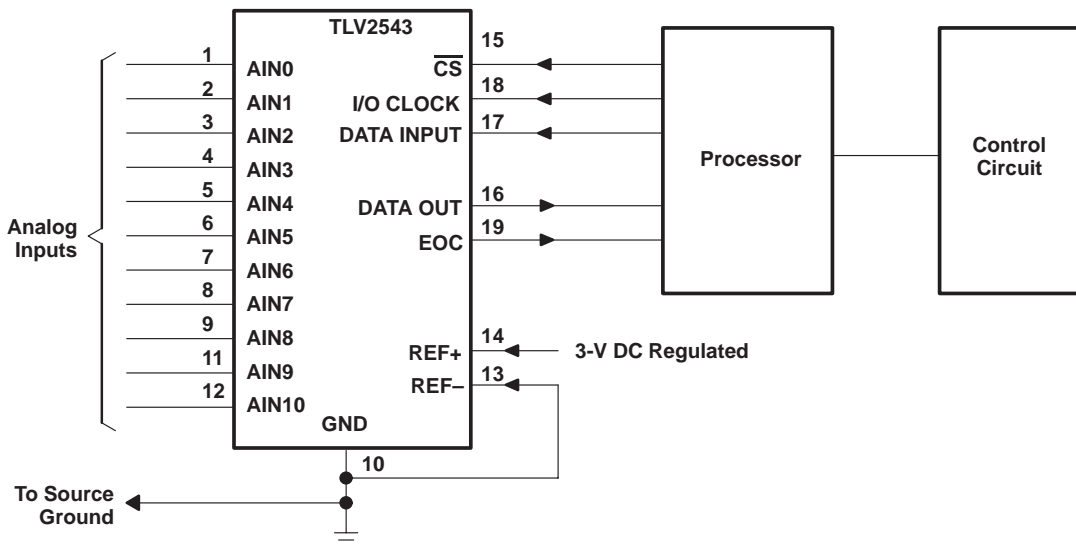 TLV2543
1 AIN0
2 AIN1
3 AIN2
4 AIN3
5 AIN4
6 AIN5
7 AIN6
8 AIN7
9 AIN8
11 AIN9
12 AIN10
Analog
Inputs
15
CS
18
I/O CLOCK
17
DATA INPUT
16
DATA OUT
19
EOC
14
REF+
3-V DC Regulated
13
REF–
GND
10
To Source
Ground
Processor
Control
Circuit